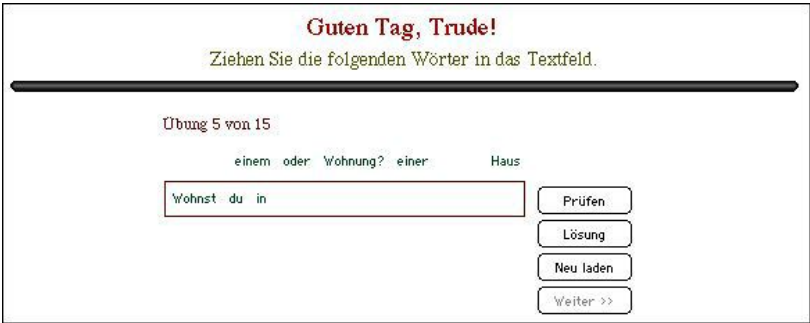 Guten Tag, Trude!
Ziehen Sie die folgenden Wörter in das Textfeld.
Übung 5 von 15
einem oder Wohnung? einer Haus
Wohnst du in
Prüfen
Lösung
Neu laden
Weiter >>